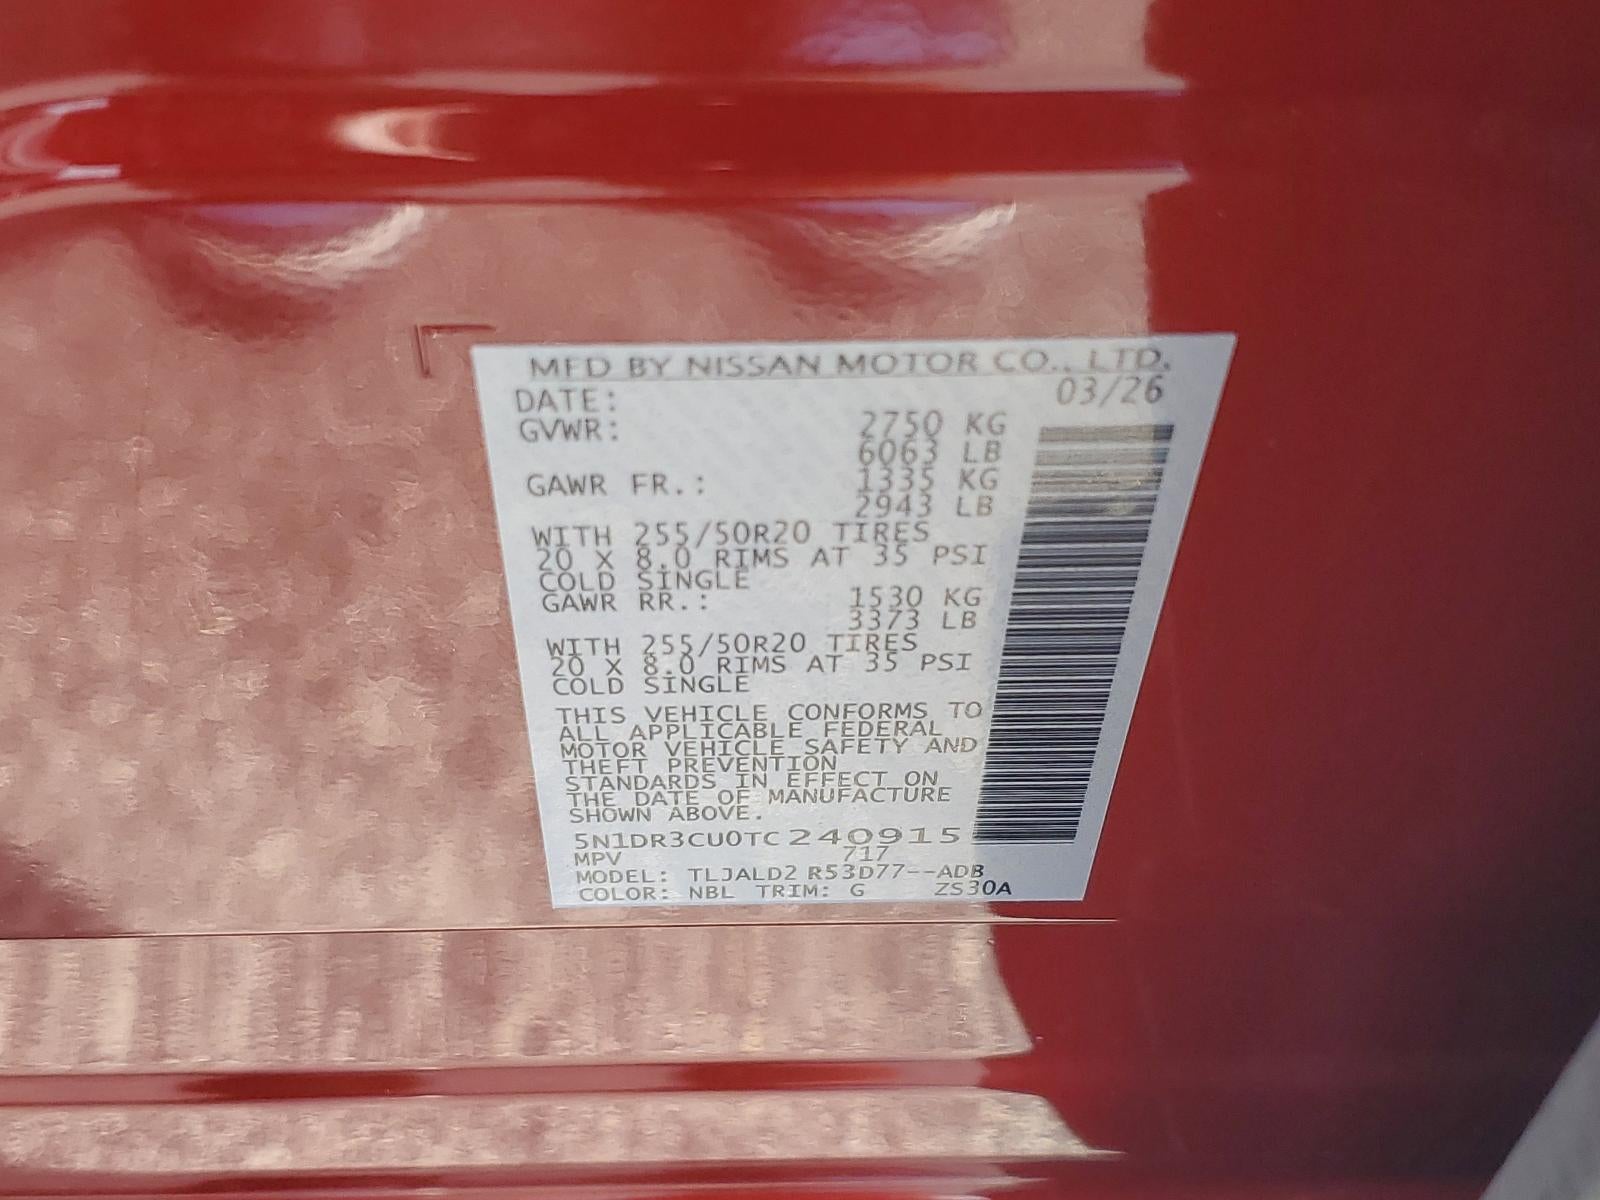 MFD BY NISSAN MOTOR CO., LTD.
DATE: 03/26
GVWR: 2750 KG
6063 LB
GAWR FR.: 1335 KG
2943 LB
WITH 255/50R20 TIRES
20 X 8.0 RIMS AT 35 PSI
COLD SINGLE
GAWR RR.: 1530 KG
3373 LB
WITH 255/50R20 TIRES
20 X 8.0 RIMS AT 35 PSI
COLD SINGLE
THIS VEHICLE CONFORMS TO
ALL APPLICABLE FEDERAL
MOTOR VEHICLE SAFETY AND
THEFT PREVENTION
STANDARDS IN EFFECT ON
THE DATE OF MANUFACTURE
SHOWN ABOVE.
5N1DR3CU0TC240915
MPV 717
MODEL: TLJALD2 R53D77--ADB
COLOR: NBL TRIM: G ZS30A